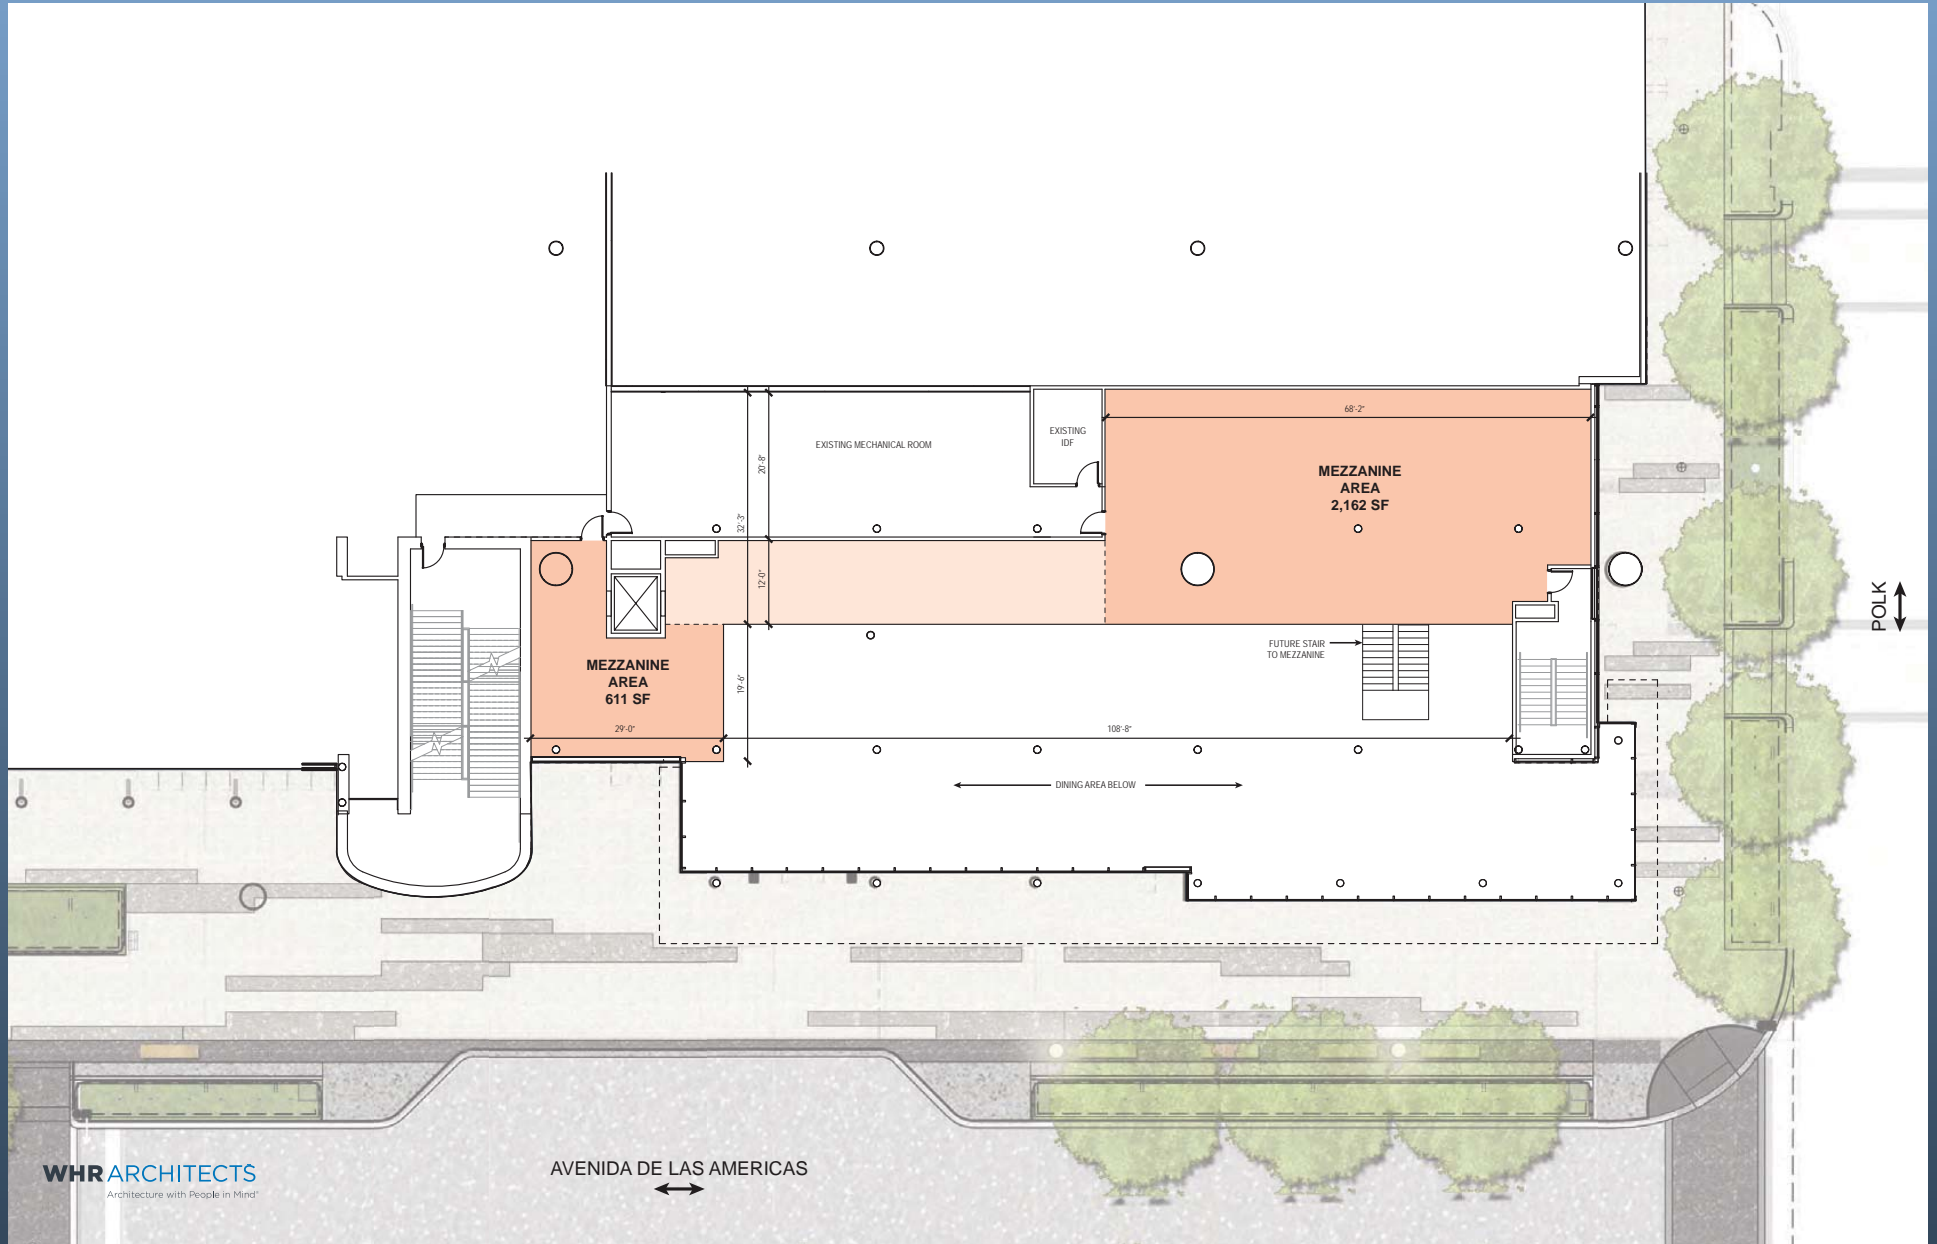 68'-2"
EXISTING MECHANICAL ROOM
EXISTING
IDF
20'-8"
32'-3"
12'-0"
19'-6"
MEZZANINE
AREA
2,162 SF
MEZZANINE
AREA
611 SF
FUTURE STAIR
TO MEZZANINE
29'-0"
108'-8"
DINING AREA BELOW
POLK
AVENIDA DE LAS AMERICAS
WHR ARCHITECTS
Architecture with People in Mind